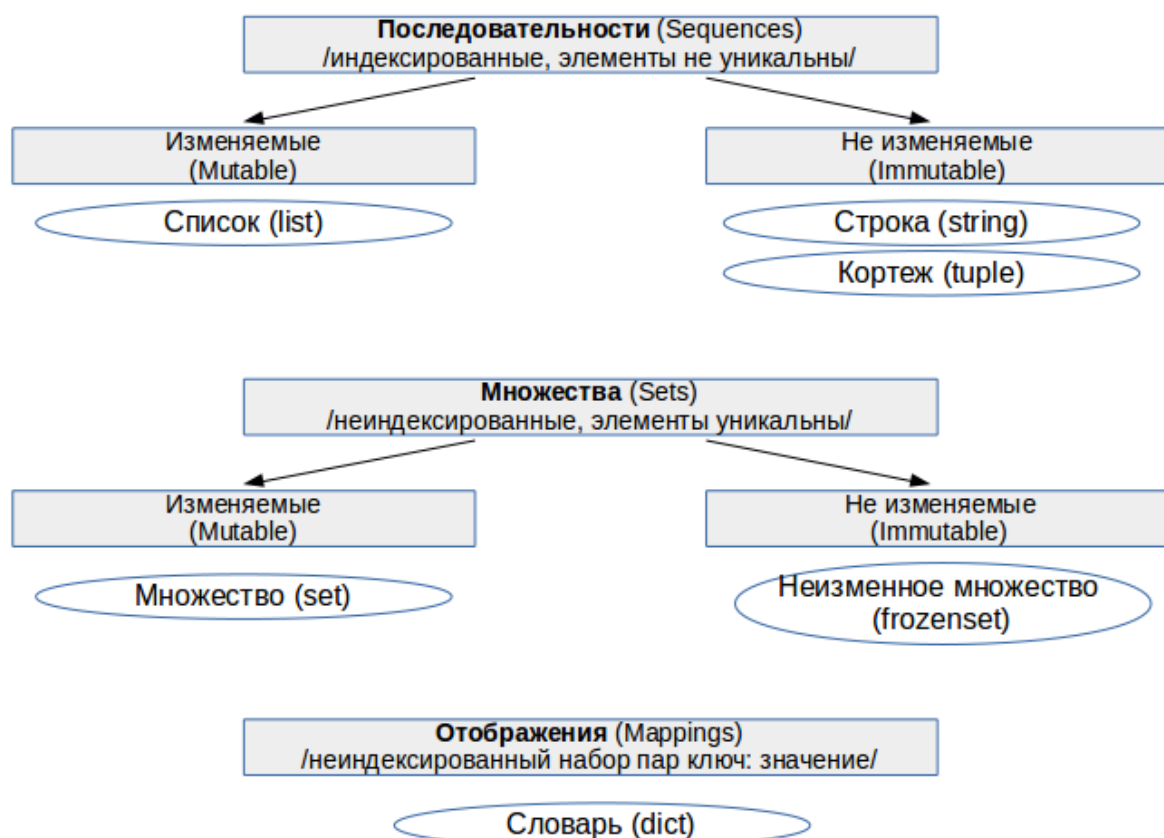 Последовательности (Sequences)
/индексированные, элементы не уникальны/
Изменяемые
(Mutable)
Не изменяемые
(Immutable)
Список (list)
Строка (string)
Кортеж (tuple)
Множества (Sets)
/неиндексированные, элементы уникальны/
Изменяемые
(Mutable)
Не изменяемые
(Immutable)
Множество (set)
Неизменное множество
(frozenset)
Отображения (Mappings)
/неиндексированный набор пар ключ: значение/
Словарь (dict)